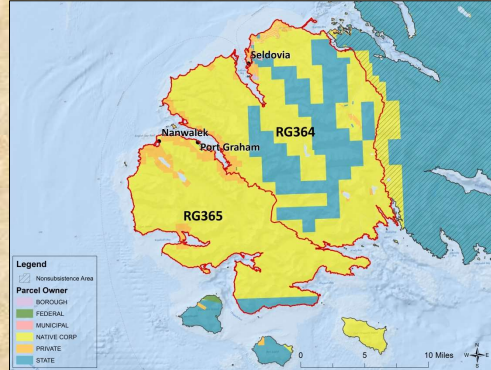 Seldovia
RG364
Nanwalek
Port Graham
RG365
Legend
Nonsubsistence Area
Parcel Owner
BOROUGH
FEDERAL
MUNICIPAL
NATIVE CORP
PRIVATE
STATE
0 5 10 Miles
N
W E
S